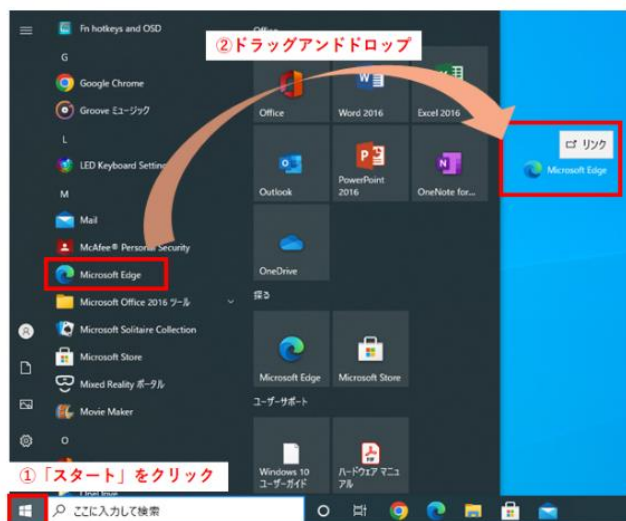 Fn hotkeys and OSD
G
Google Chrome
Groove ミュージック
L
LED Keyboard Setting
M
Mail
McAfee® Personal Security
Microsoft Edge
Microsoft Office 2016 ツール
Microsoft Solitaire Collection
Microsoft Store
Mixed Reality ポータル
Movie Maker
O
OneDrive
①「スタート」をクリック
ここに入力して検索
②ドラッグアンドドロップ
Office
Word 2016
Excel 2016
Outlook
PowerPoint
2016
OneNote for...
OneDrive
探る
Microsoft Edge
Microsoft Store
ユーザーサポート
Windows 10
ユーザーガイド
ハードウェア マニュ
アル
リンク
Microsoft Edge